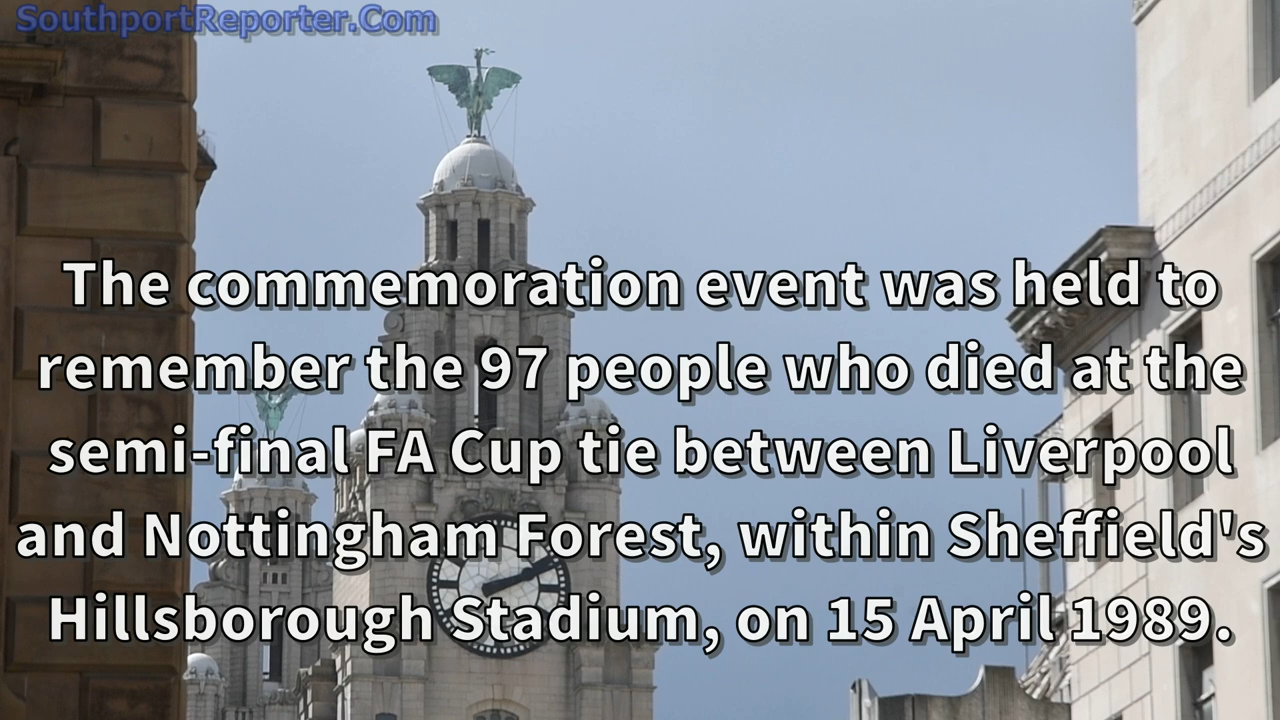 SouthportReporter.Com
The commemoration event was held to
remember the 97 people who died at the
semi-final FA Cup tie between Liverpool
and Nottingham Forest, within Sheffield's
Hillsborough Stadium, on 15 April 1989.